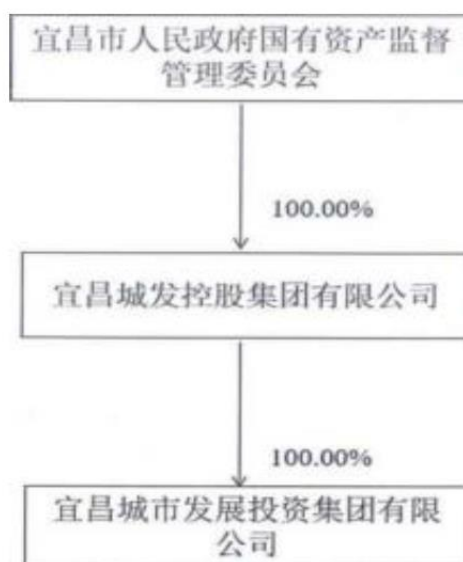 宜昌市人民政府国有资产监督
管理委员会
100.00%
宜昌城发控股集团有限公司
100.00%
宜昌城市发展投资集团有限
公司